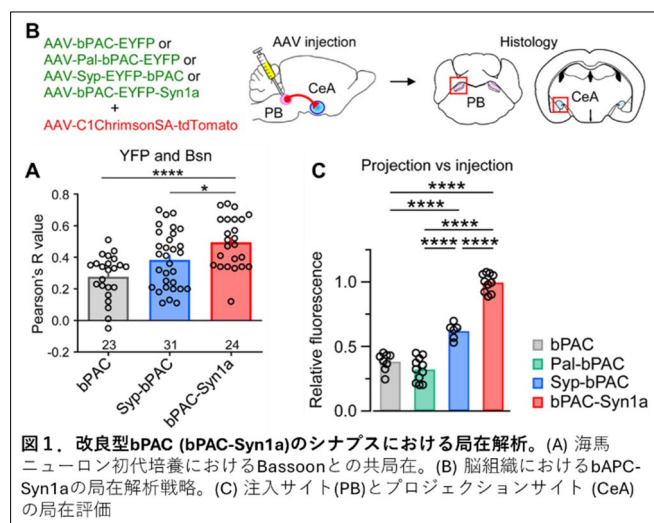 B
AAV-bPAC-EYFP or
AAV-Pal-bPAC-EYFP or
AAV-Syp-EYFP-bPAC or
AAV-bPAC-EYFP-Syn1a
+
AAV-C1ChrimsonSA-tdTomato
AAV injection
CeA
PB
Histology
PB
CeA
A
YFP and Bsn
****
*
Pearson's R value
0.8
0.6
0.4
0.2
0.0
-0.2
23
31
24
bPAC
Syp-bPAC
bPAC-Syn1a
C
Projection vs injection
****
****
****
**** ****
Relative fluorescence
1.0
0.5
0.0
bPAC
Pal-bPAC
Syp-bPAC
bPAC-Syn1a
図1．改良型bPAC (bPAC-Syn1a)のシナプスにおける局在解析。(A) 海馬
ニューロン初代培養におけるBassoonとの共局在。(B) 脳組織におけるbAPC-
Syn1aの局在解析戦略。(C) 注入サイト(PB)とプロジェクションサイト (CeA)
の局在評価